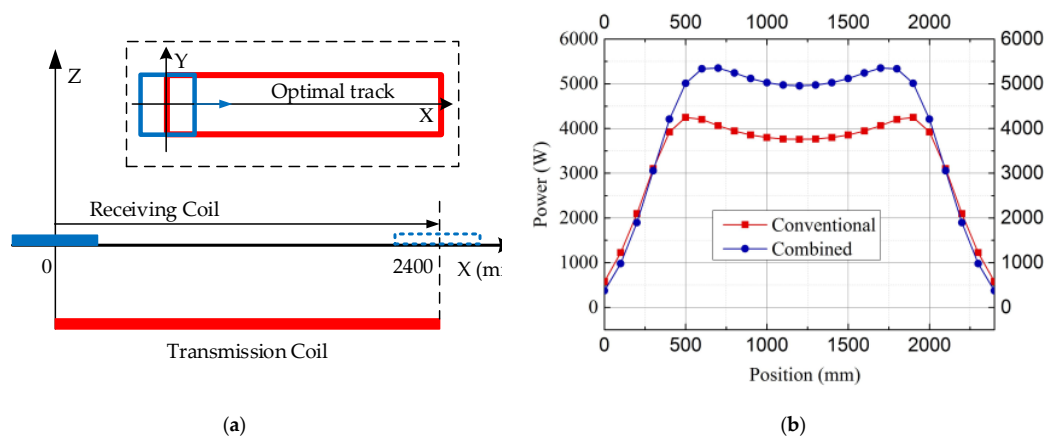 Z
Y
Optimal track
X
Receiving Coil
0
2400
X (m
Transmission Coil
(a)
0 500 1000 1500 2000
6000 6000
5000 5000
4000 4000
3000 3000
2000 2000
1000 1000
0 0
Power (W)
Conventional
Combined
0 500 1000 1500 2000
Position (mm)
(b)